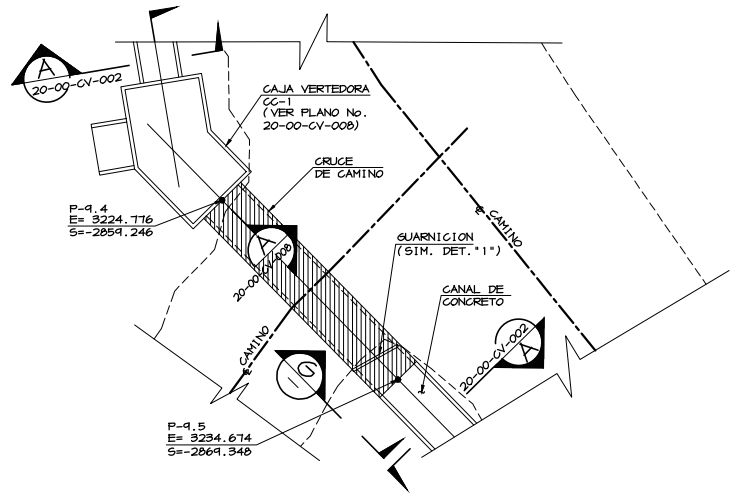 A
20-00-CV-002
CAJA VERTEDORA
CC-1
(VER PLANO No.
20-00-CV-008)
CRUCE
DE CAMINO
P-9.4
E= 3224.776
S=-2859.246
A
20-00-CV-008
GUARNICION
(SIM. DET."1")
CAMINO
℄
CANAL DE
CONCRETO
CAMINO
℄
G
—
20-00-CV-002
A
P-9.5
E= 3234.674
S=-2869.348